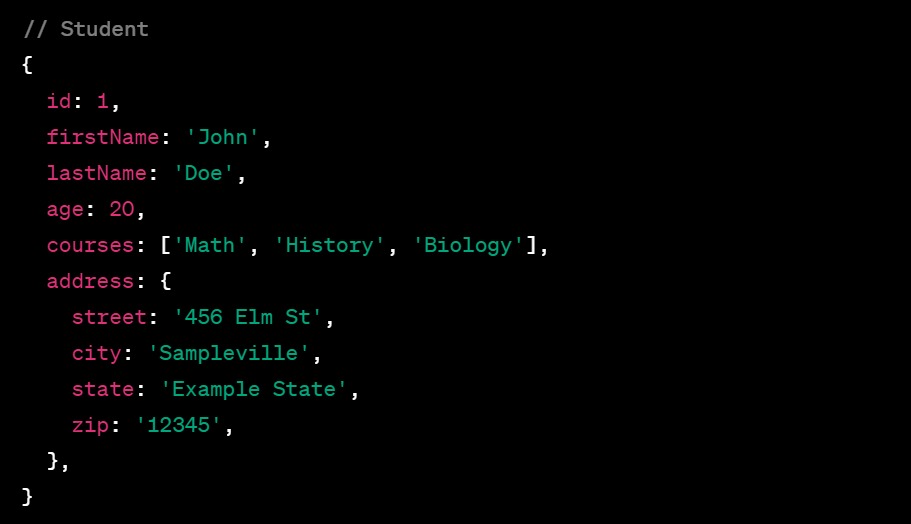 // Student
{
  id: 1,
  firstName: 'John',
  lastName: 'Doe',
  age: 20,
  courses: ['Math', 'History', 'Biology'],
  address: {
    street: '456 Elm St',
    city: 'Sampleville',
    state: 'Example State',
    zip: '12345',
  },
}